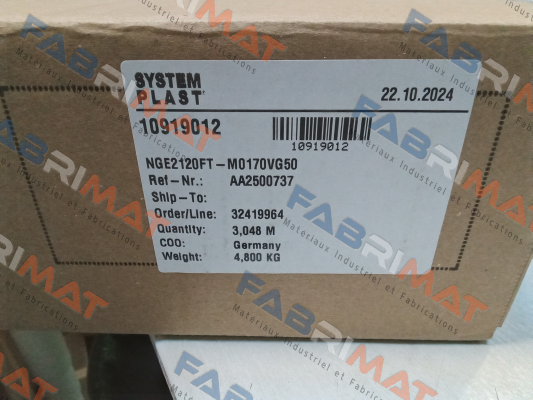 SYSTEM
PLAST
22.10.2024
10919012
10919012
NGE2120FT-M0170VG50
Ref-Nr.: AA2500737
Ship-To:
Order/Line: 32419964
Quantity: 3,048 M
COO: Germany
Weight: 4,800 KG
FABRIMAT
Materiaux Industriel et Fabrications